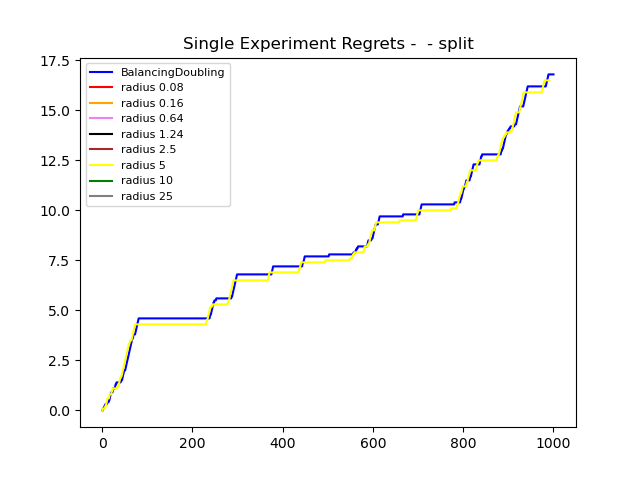 Single Experiment Regrets -  - split
17.5
15.0
12.5
10.0
7.5
5.0
2.5
0.0
BalancingDoubling
radius 0.08
radius 0.16
radius 0.64
radius 1.24
radius 2.5
radius 5
radius 10
radius 25
0 200 400 600 800 1000